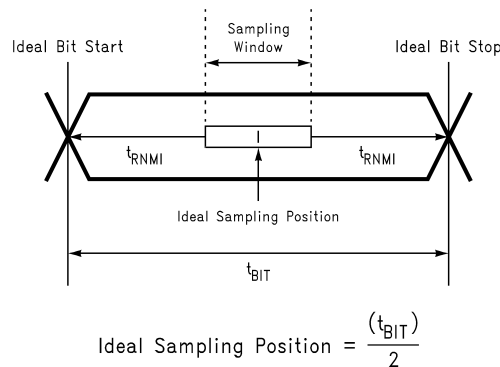 Sampling
Window
Ideal Bit Start
Ideal Bit Stop
t_RNMI
t_RNMI
Ideal Sampling Position
t_BIT
Ideal Sampling Position = (t_BIT) / 2